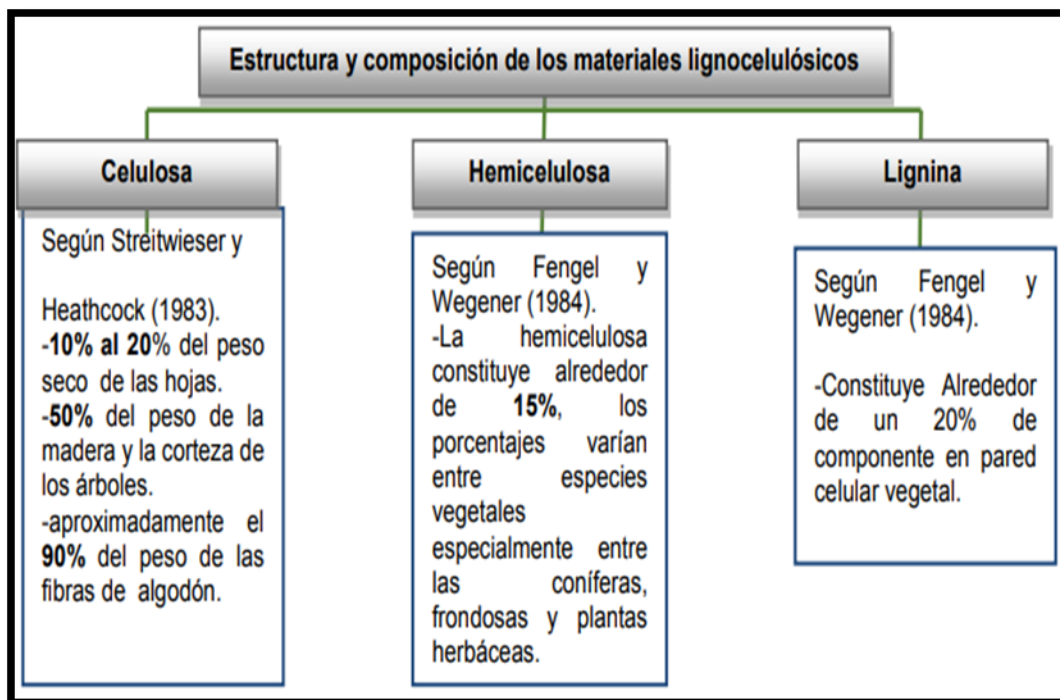 Estructura y composición de los materiales lignocelulósicos
Celulosa
Según Streitwieser y
Heathcock (1983).
-10% al 20% del peso
seco de las hojas.
-50% del peso de la
madera y la corteza de
los árboles.
-aproximadamente el
90% del peso de las
fibras de algodón.
Hemicelulosa
Según Fengel y
Wegener (1984).
-La hemicelulosa
constituye alrededor
de 15%, los
porcentajes varían
entre especies
vegetales
especialmente entre
las coníferas,
frondosas y plantas
herbáceas.
Lignina
Según Fengel y
Wegener (1984).
-Constituye Alrededor
de un 20% de
componente en pared
celular vegetal.